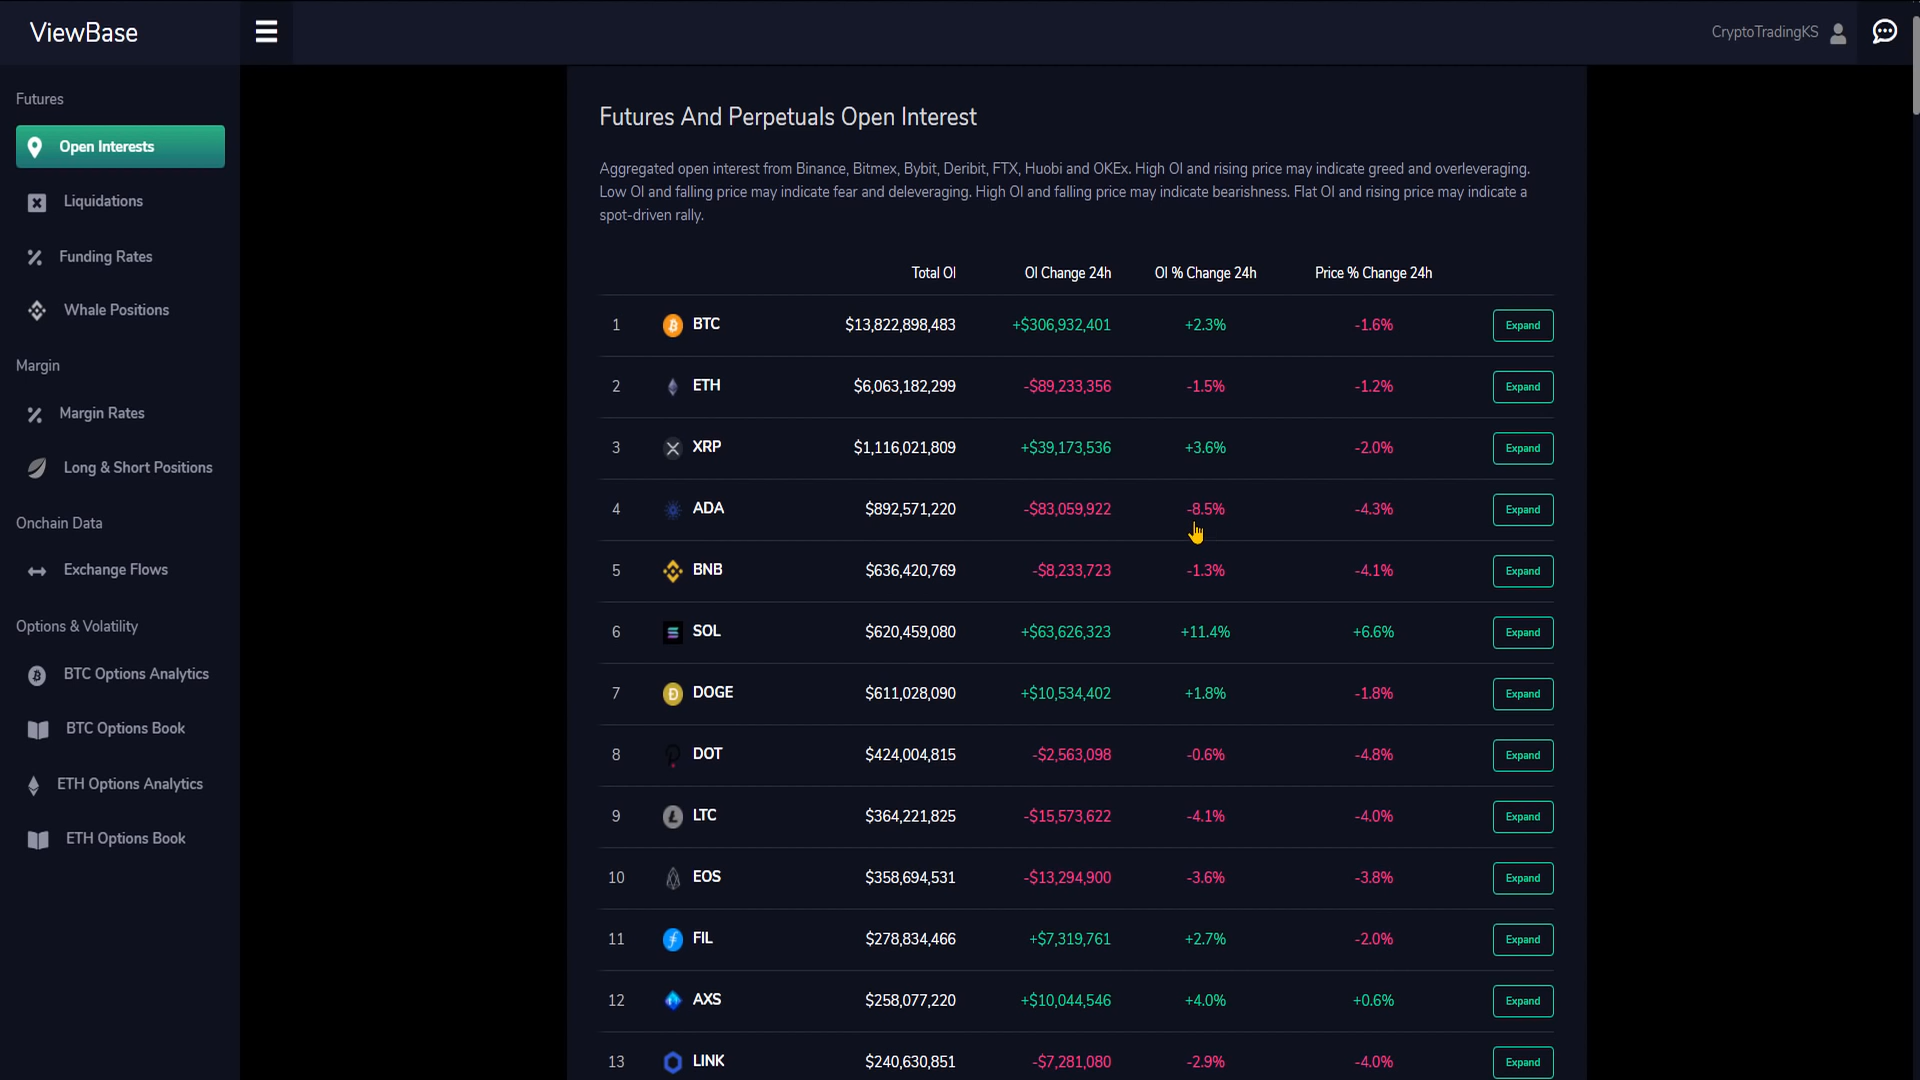 ViewBase
CryptoTradingKS
Futures
Open Interests
Liquidations
Funding Rates
Whale Positions
Margin
Margin Rates
Long & Short Positions
Onchain Data
Exchange Flows
Options & Volatility
BTC Options Analytics
BTC Options Book
ETH Options Analytics
ETH Options Book
Futures And Perpetuals Open Interest
Aggregated open interest from Binance, Bitmex, Bybit, Deribit, FTX, Huobi and OKEx. High OI and rising price may indicate greed and overleveraging.
Low OI and falling price may indicate fear and deleveraging. High OI and falling price may indicate bearishness. Flat OI and rising price may indicate a
spot-driven rally.
Total OI OI Change 24h OI % Change 24h Price % Change 24h
1 BTC $13,822,898,483 +$306,932,401 +2.3% -1.6% Expand
2 ETH $6,063,182,299 -$89,233,356 -1.5% -1.2% Expand
3 XRP $1,116,021,809 +$39,173,536 +3.6% -2.0% Expand
4 ADA $892,571,220 -$83,059,922 -8.5% -4.3% Expand
5 BNB $636,420,769 -$8,233,723 -1.3% -4.1% Expand
6 SOL $620,459,080 +$63,626,323 +11.4% +6.6% Expand
7 DOGE $611,028,090 +$10,534,402 +1.8% -1.8% Expand
8 DOT $424,004,815 -$2,563,098 -0.6% -4.8% Expand
9 LTC $364,221,825 -$15,573,622 -4.1% -4.0% Expand
10 EOS $358,694,531 -$13,294,900 -3.6% -3.8% Expand
11 FIL $278,834,466 +$7,319,761 +2.7% -2.0% Expand
12 AXS $258,077,220 +$10,044,546 +4.0% +0.6% Expand
13 LINK $240,630,851 -$7,281,080 -2.9% -4.0% Expand